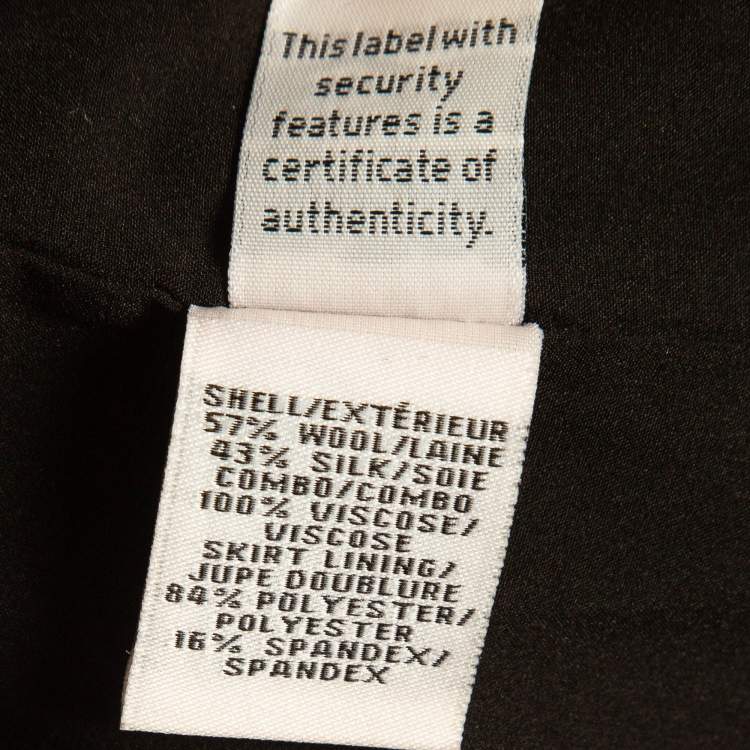 This label with
security
features is a
certificate of
authenticity.
SHELL/EXTÉRIEUR
57% WOOL/LAINE
43% SILK/SOIE
COMBO/COMBO
100% VISCOSE/
VISCOSE
SKIRT LINING/
JUPE DOUBLURE
84% POLYESTER/
POLYESTER
16% SPANDEX/
SPANDEX